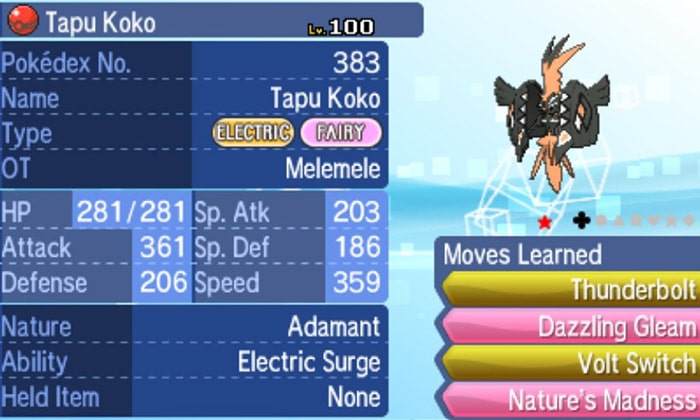 Tapu Koko Lv.100
Pokédex No. 383
Name Tapu Koko
Type ELECTRIC FAIRY
OT Melemele
HP 281/281 Sp. Atk 203
Attack 361 Sp. Def 186
Defense 206 Speed 359
Nature Adamant
Ability Electric Surge
Held Item None
Moves Learned
Thunderbolt
Dazzling Gleam
Volt Switch
Nature's Madness